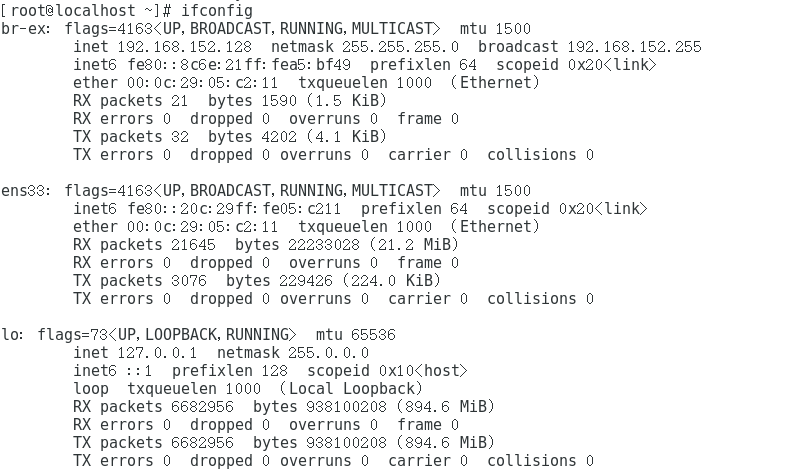 [root@localhost ~]# ifconfig
br-ex: flags=4163<UP,BROADCAST,RUNNING,MULTICAST>  mtu 1500
        inet 192.168.152.128  netmask 255.255.255.0  broadcast 192.168.152.255
        inet6 fe80::8c6e:21ff:fea5:bf49  prefixlen 64  scopeid 0x20<link>
        ether 00:0c:29:05:c2:11  txqueuelen 1000  (Ethernet)
        RX packets 21  bytes 1590 (1.5 KiB)
        RX errors 0  dropped 0  overruns 0  frame 0
        TX packets 32  bytes 4202 (4.1 KiB)
        TX errors 0  dropped 0 overruns 0  carrier 0  collisions 0

ens33: flags=4163<UP,BROADCAST,RUNNING,MULTICAST>  mtu 1500
        inet6 fe80::20c:29ff:fe05:c211  prefixlen 64  scopeid 0x20<link>
        ether 00:0c:29:05:c2:11  txqueuelen 1000  (Ethernet)
        RX packets 21645  bytes 22233028 (21.2 MiB)
        RX errors 0  dropped 0  overruns 0  frame 0
        TX packets 3076  bytes 229426 (224.0 KiB)
        TX errors 0  dropped 0 overruns 0  carrier 0  collisions 0

lo: flags=73<UP,LOOPBACK,RUNNING>  mtu 65536
        inet 127.0.0.1  netmask 255.0.0.0
        inet6 ::1  prefixlen 128  scopeid 0x10<host>
        loop  txqueuelen 1000  (Local Loopback)
        RX packets 6682956  bytes 938100208 (894.6 MiB)
        RX errors 0  dropped 0  overruns 0  frame 0
        TX packets 6682956  bytes 938100208 (894.6 MiB)
        TX errors 0  dropped 0 overruns 0  carrier 0  collisions 0